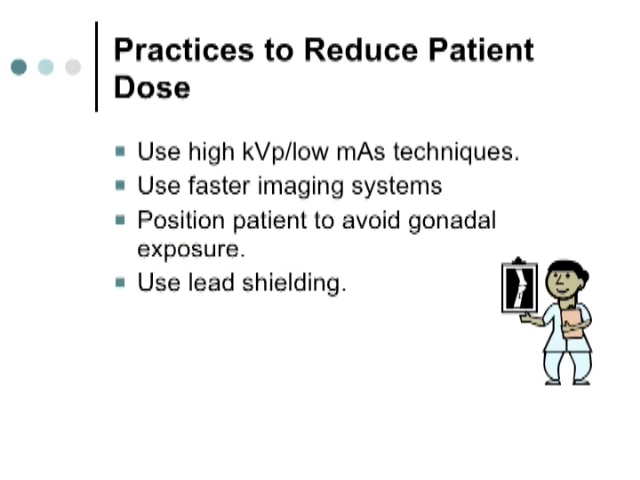 Practices to Reduce Patient
Dose
Use high kVp/low mAs techniques.
Use faster imaging systems
Position patient to avoid gonadal
exposure.
Use lead shielding.